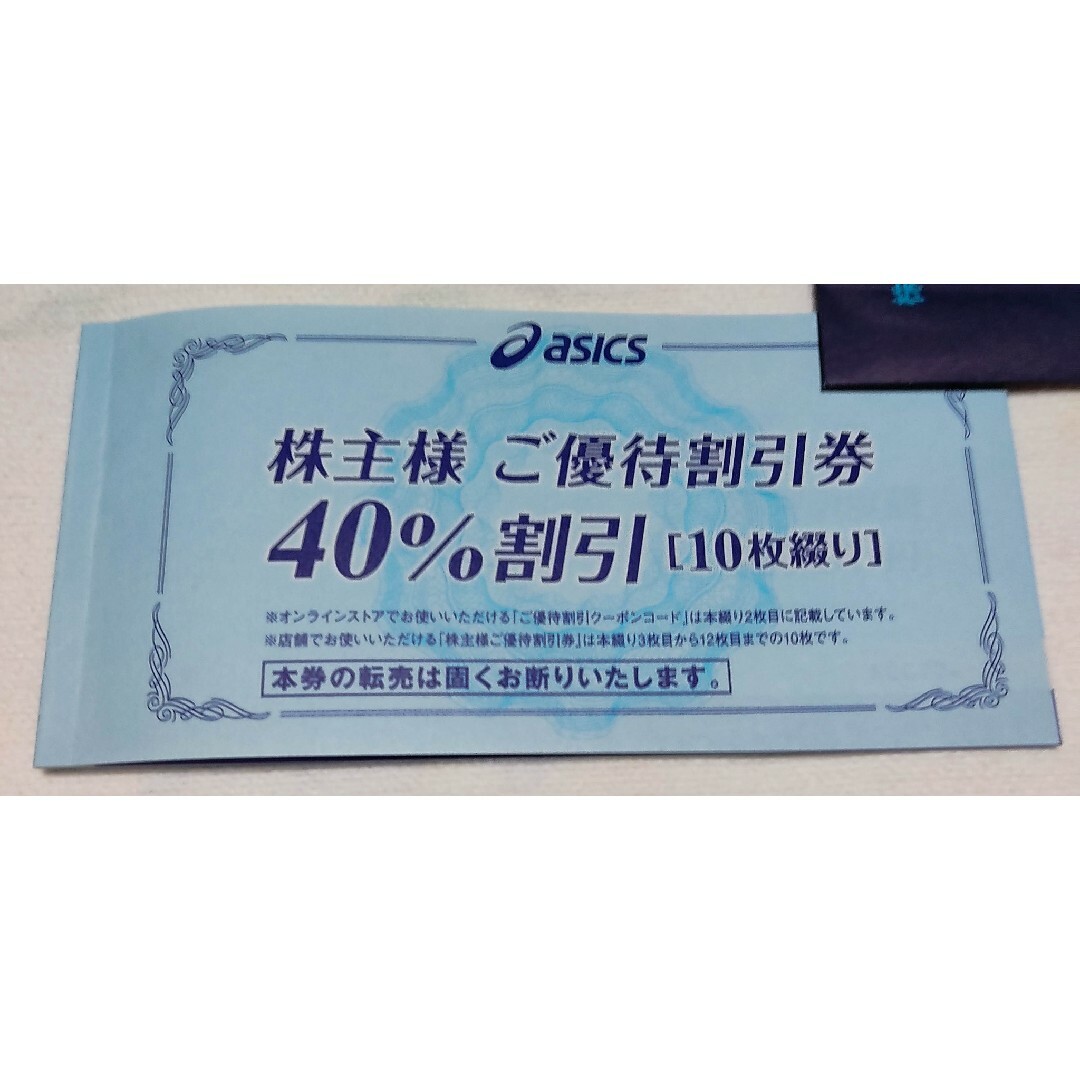 asics
株主様 ご優待割引券
40%割引 [10枚綴り]
※オンラインストアでお使いいただける「ご優待割引クーポンコード」は本綴り2枚目に記載しています。
※店舗でお使いいただける「株主様ご優待割引券」は本綴り3枚目から12枚目までの10枚です。
本券の転売は固くお断りいたします。